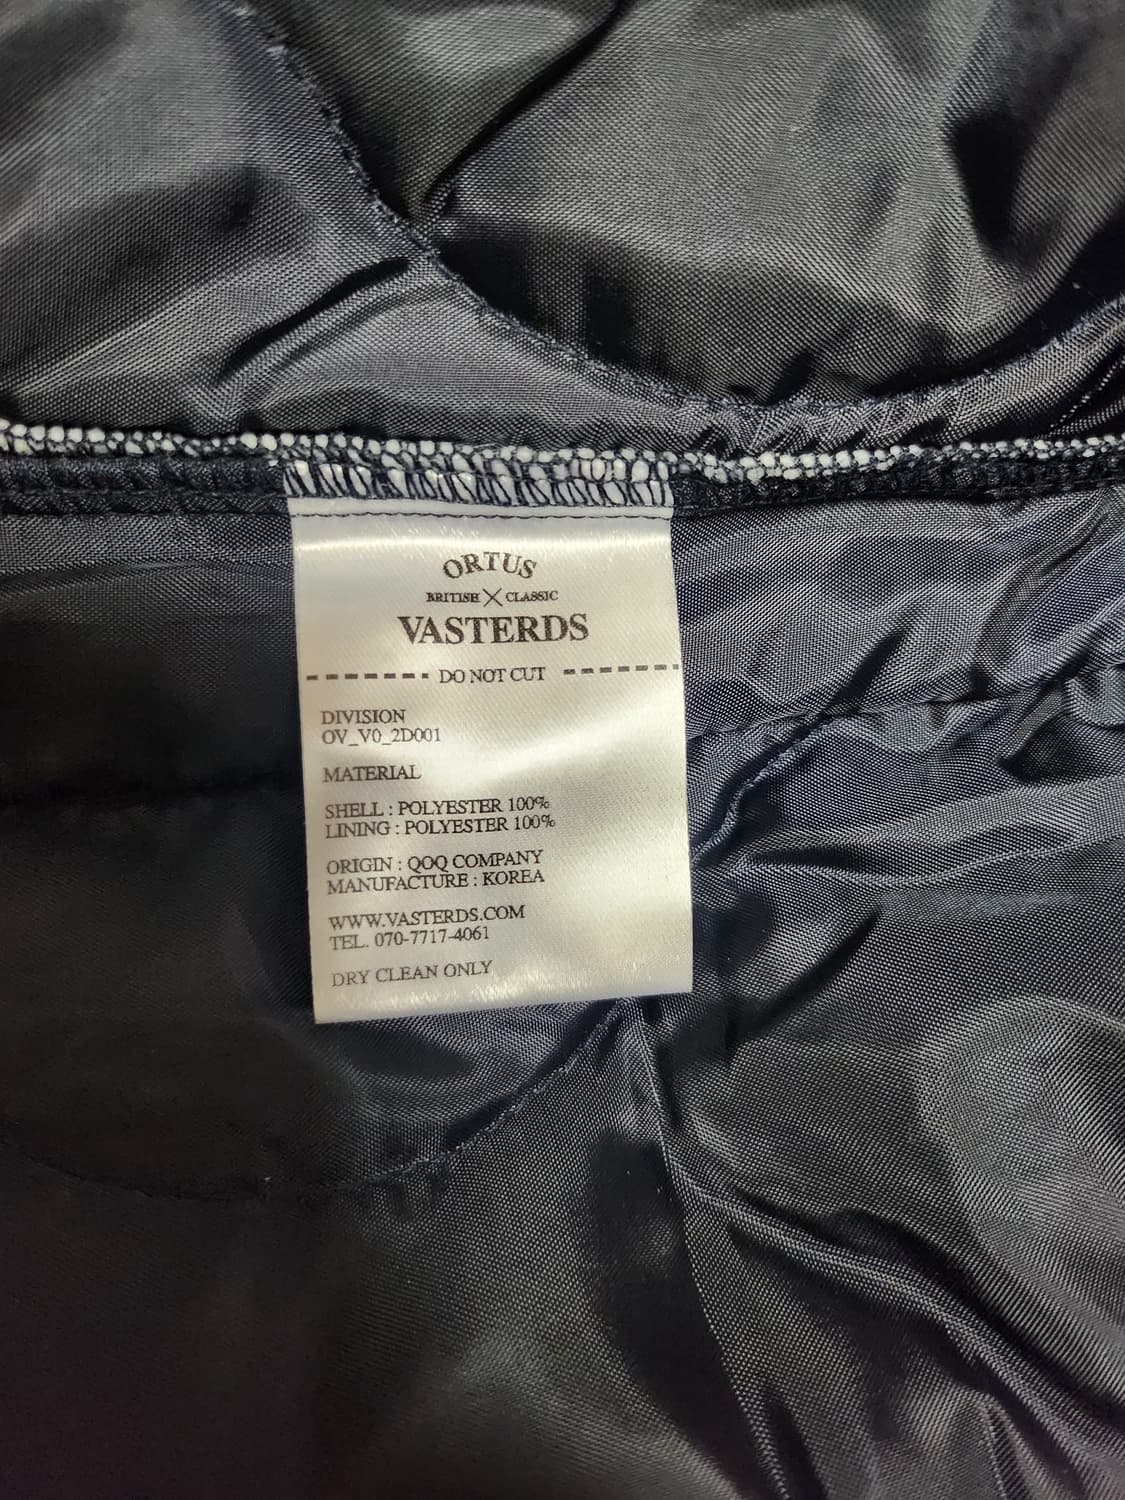 ORTUS
BRITISH X CLASSIC
VASTERDS
DO NOT CUT
DIVISION
OV_V0_2D001
MATERIAL
SHELL : POLYESTER 100%
LINING : POLYESTER 100%
ORIGIN : QOQ COMPANY
MANUFACTURE : KOREA
WWW.VASTERDS.COM
TEL. 070-7717-4061
DRY CLEAN ONLY